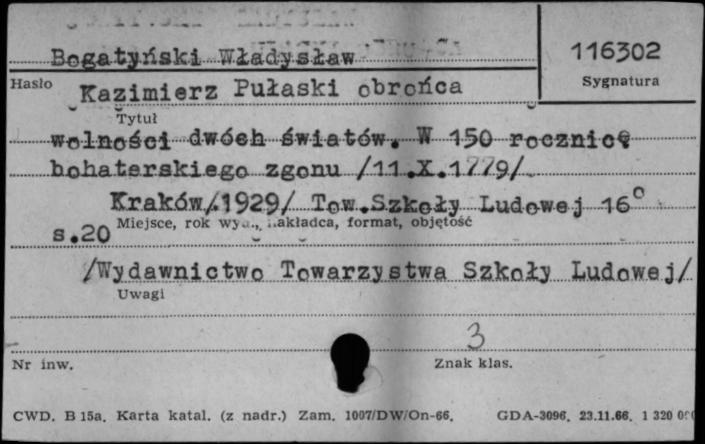 Bogatyński Władysław
116302
Hasło
Sygnatura
Kazimierz Pułaski obrońca
Tytuł
wolności dwóch światów. W 150 rocznicę
bohaterskiego zgonu /11.X.1779/.
Kraków/.1929/ Tow.Szkoły Ludowej 16°
Miejsce, rok wyd., nakładca, format, objętość
s.20
/Wydawnictwo Towarzystwa Szkoły Ludowej/
Uwagi
3
Nr inw.
Znak klas.
CWD. B 15a. Karta katal. (z nadr.) Zam. 1007/DW/On-66. GDA-3096. 23.11.66. 1 320